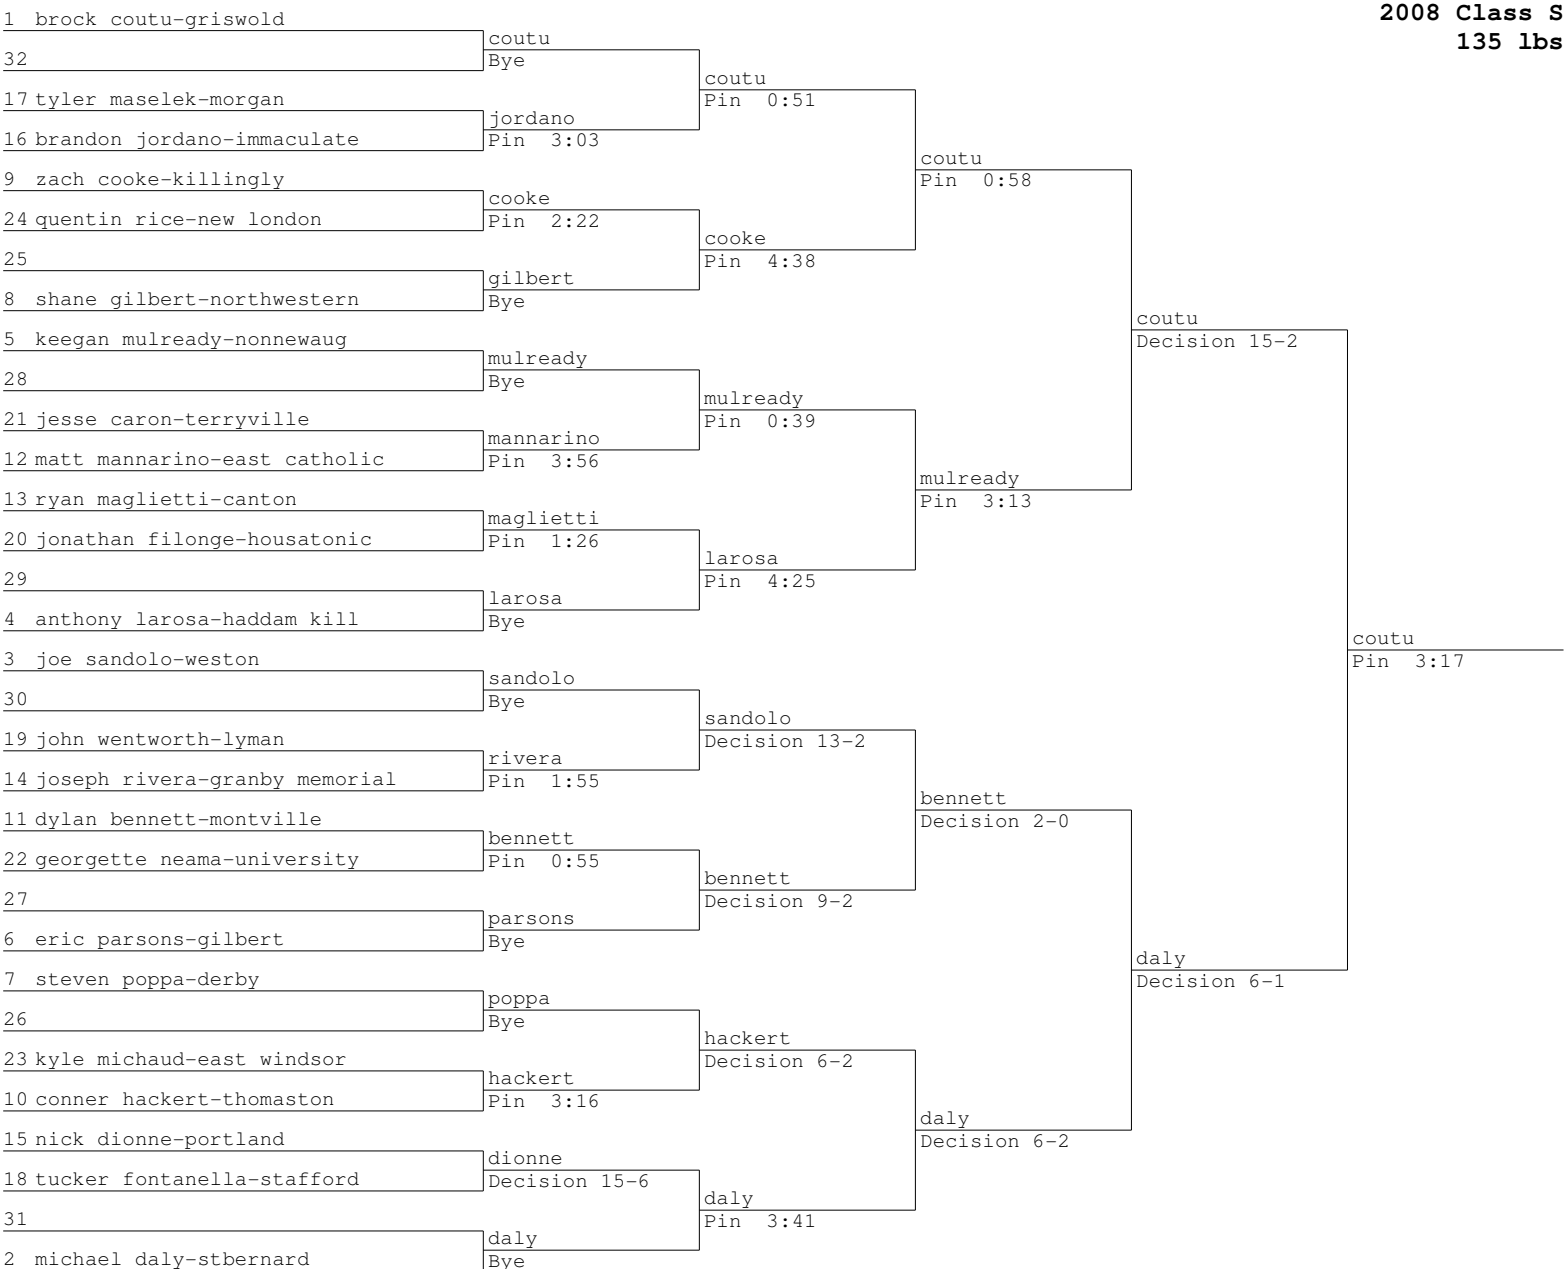 2008 Class S
135 lbs
1 brock coutu-griswold
32
17 tyler maselek-morgan
16 brandon jordano-immaculate
9 zach cooke-killingly
24 quentin rice-new london
25
8 shane gilbert-northwestern
5 keegan mulready-nonnewaug
28
21 jesse caron-terryville
12 matt mannarino-east catholic
13 ryan maglietti-canton
20 jonathan filonge-housatonic
29
4 anthony larosa-haddam kill
3 joe sandolo-weston
30
19 john wentworth-lyman
14 joseph rivera-granby memorial
11 dylan bennett-montville
22 georgette neama-university
27
6 eric parsons-gilbert
7 steven poppa-derby
26
23 kyle michaud-east windsor
10 conner hackert-thomaston
15 nick dionne-portland
18 tucker fontanella-stafford
31
2 michael daly-stbernard
coutu
Bye
jordano
Pin 3:03
cooke
Pin 2:22
gilbert
Bye
mulready
Bye
mannarino
Pin 3:56
maglietti
Pin 1:26
larosa
Bye
sandolo
Bye
rivera
Pin 1:55
bennett
Pin 0:55
parsons
Bye
poppa
Bye
hackert
Pin 3:16
dionne
Decision 15-6
daly
Bye
coutu
Pin 0:51
cooke
Pin 4:38
mulready
Pin 0:39
larosa
Pin 4:25
sandolo
Decision 13-2
bennett
Decision 9-2
hackert
Decision 6-2
daly
Pin 3:41
coutu
Pin 0:58
mulready
Pin 3:13
bennett
Decision 2-0
daly
Decision 6-2
coutu
Decision 15-2
daly
Decision 6-1
coutu
Pin 3:17